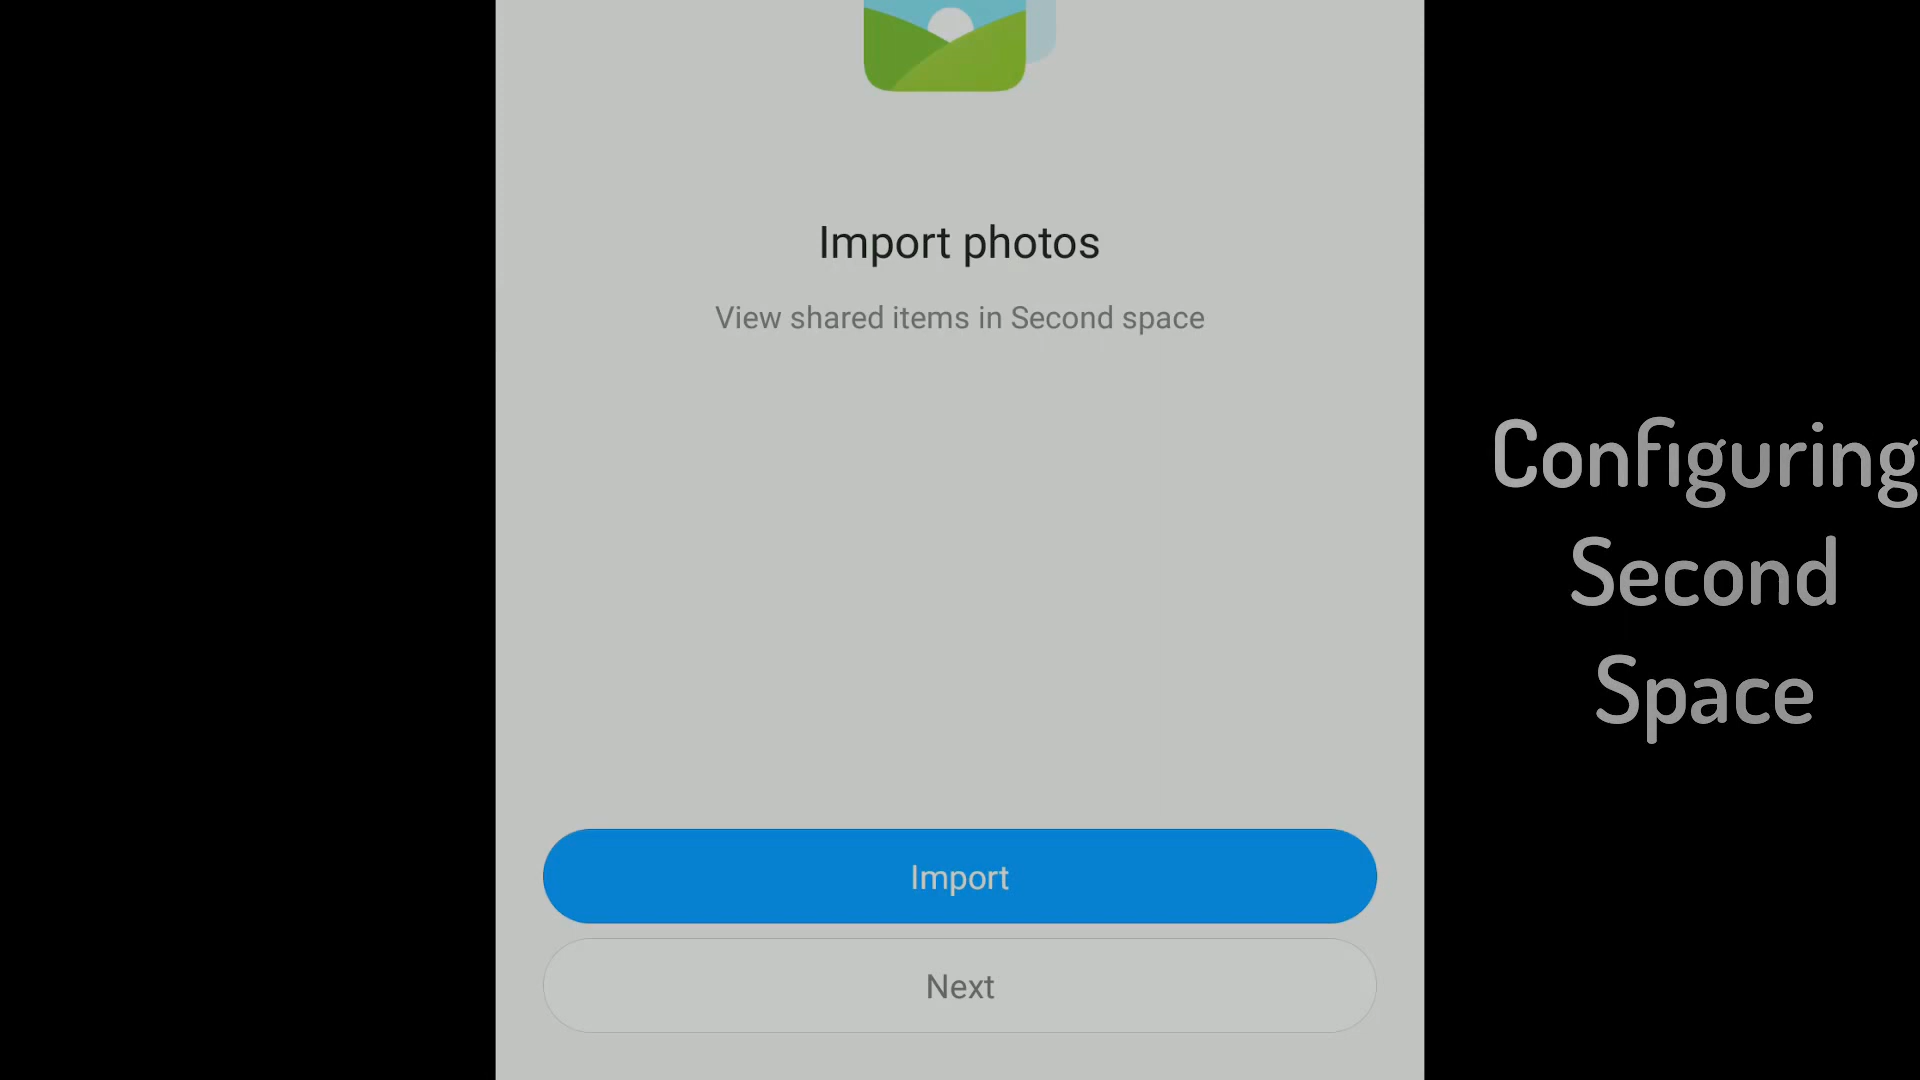 Import photos
View shared items in Second space
Configuring
Second
Space
Import
Next